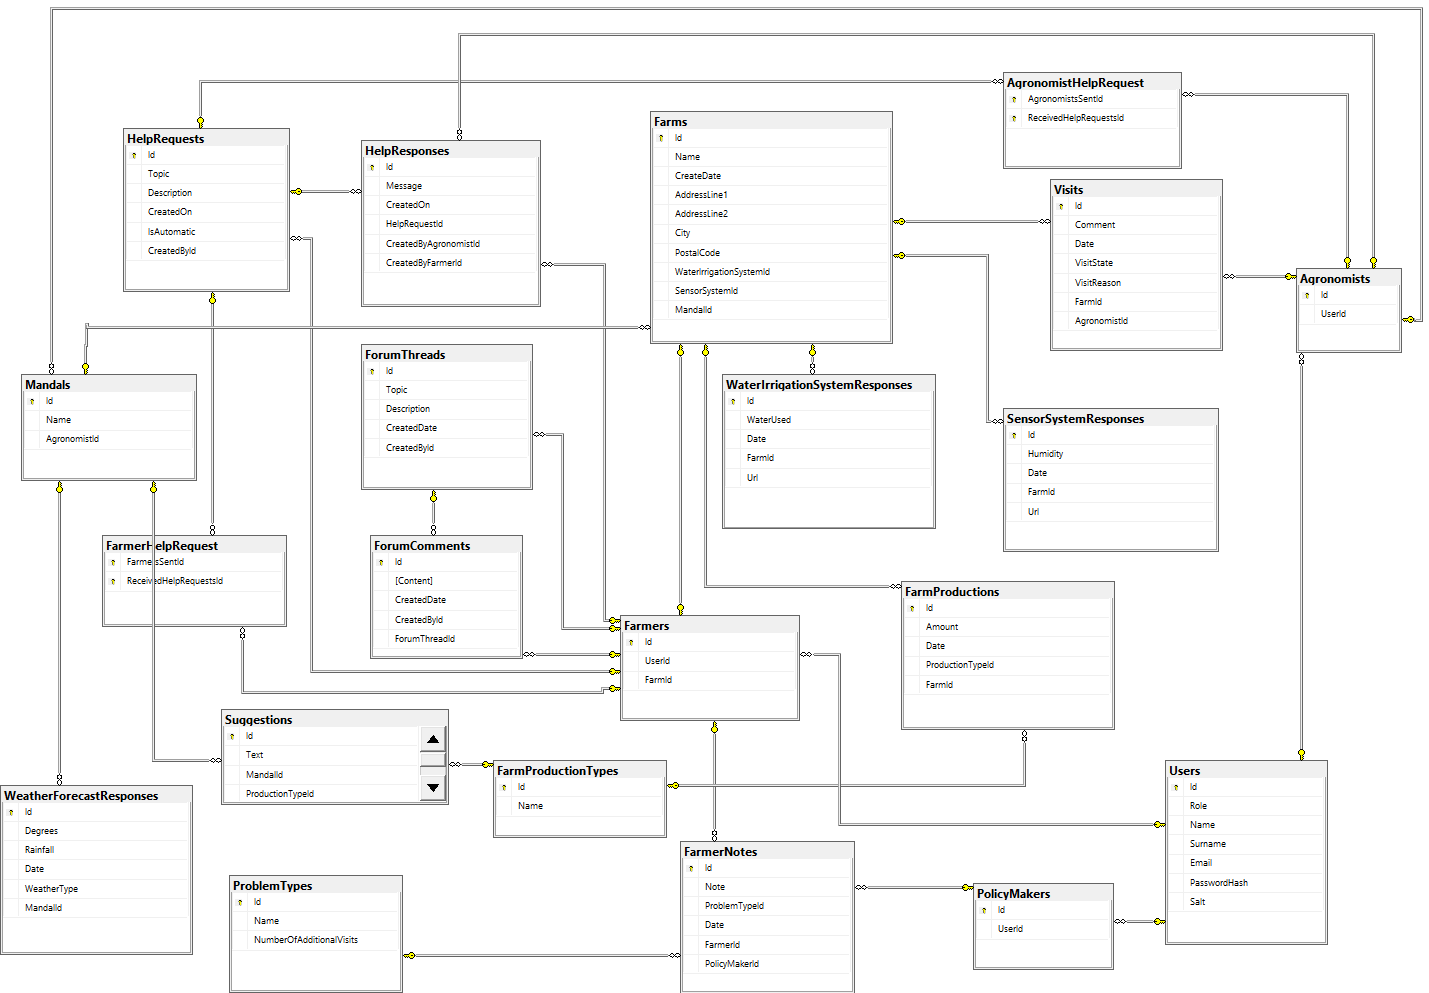 AgronomistHelpRequest
AgronomistsSentId
ReceivedHelpRequestsId
Farms
Id
Name
CreateDate
AddressLine1
AddressLine2
City
PostalCode
WaterIrrigationSystemId
SensorSystemId
MandalId
HelpRequests
Id
Topic
Description
CreatedOn
IsAutomatic
CreatedById
HelpResponses
Id
Message
CreatedOn
HelpRequestId
CreatedByAgronomistId
CreatedByFarmerId
Visits
Id
Comment
Date
VisitState
VisitReason
FarmId
AgronomistId
Agronomists
Id
UserId
ForumThreads
Id
Topic
Description
CreatedDate
CreatedById
Mandals
Id
Name
AgronomistId
WaterIrrigationSystemResponses
Id
WaterUsed
Date
FarmId
Url
SensorSystemResponses
Id
Humidity
Date
FarmId
Url
FarmerHelpRequest
FarmersSentId
ReceivedHelpRequestsId
ForumComments
Id
[Content]
CreatedDate
CreatedById
ForumThreadId
FarmProductions
Id
Amount
Date
ProductionTypeId
FarmId
Farmers
Id
UserId
FarmId
Suggestions
Id
Text
MandalId
ProductionTypeId
FarmProductionTypes
Id
Name
Users
Id
Role
Name
Surname
Email
PasswordHash
Salt
WeatherForecastResponses
Id
Degrees
Rainfall
Date
WeatherType
MandalId
FarmerNotes
Id
Note
ProblemTypeId
Date
FarmerId
PolicyMakerId
ProblemTypes
Id
Name
NumberOfAdditionalVisits
PolicyMakers
Id
UserId